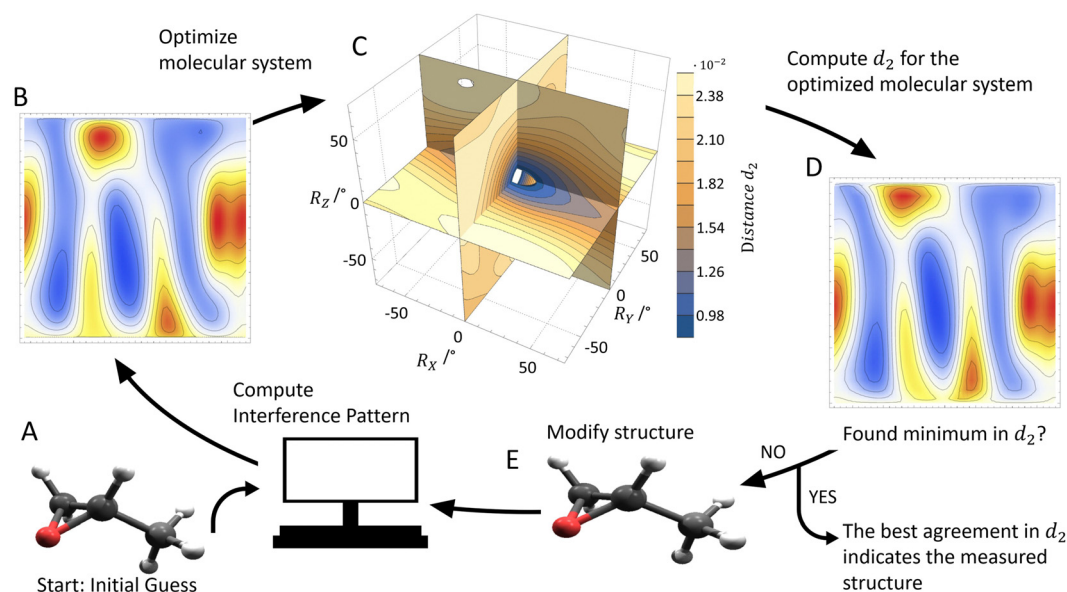 Optimize
molecular system
B
C
· 10⁻²
2.38
2.10
1.82
1.54
1.26
0.98
Distance d₂
50
R_Z /°
0
-50
-50
0
50
R_X /°
50
0
R_Y /°
-50
Compute d₂ for the
optimized molecular system
D
A
Compute
Interference Pattern
Start: Initial Guess
E
Modify structure
Found minimum in d₂?
NO
YES
The best agreement in d₂
indicates the measured
structure